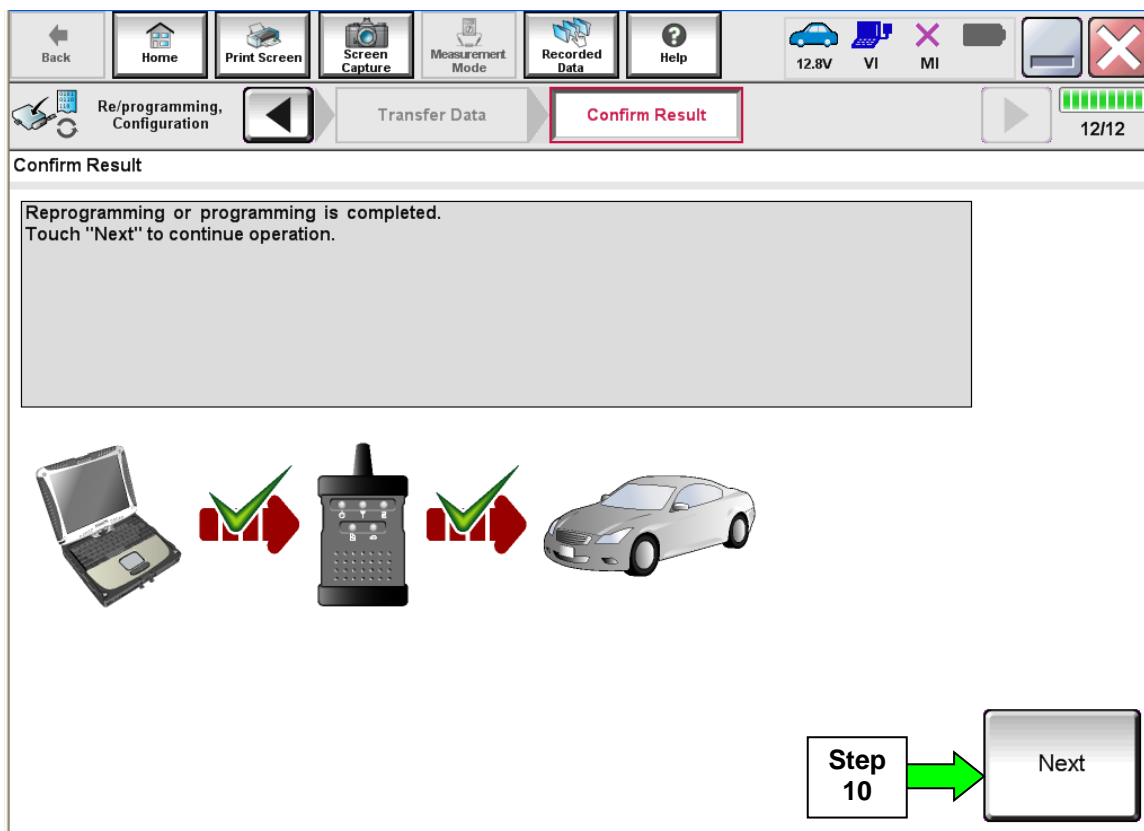 Back
Home
Print Screen
Screen
Capture
Measurement
Mode
Recorded
Data
Help
12.8V
VI
MI
Re/programming,
Configuration
Transfer Data
Confirm Result
12/12
Confirm Result
Reprogramming or programming is completed.
Touch "Next" to continue operation.
Step
10
Next